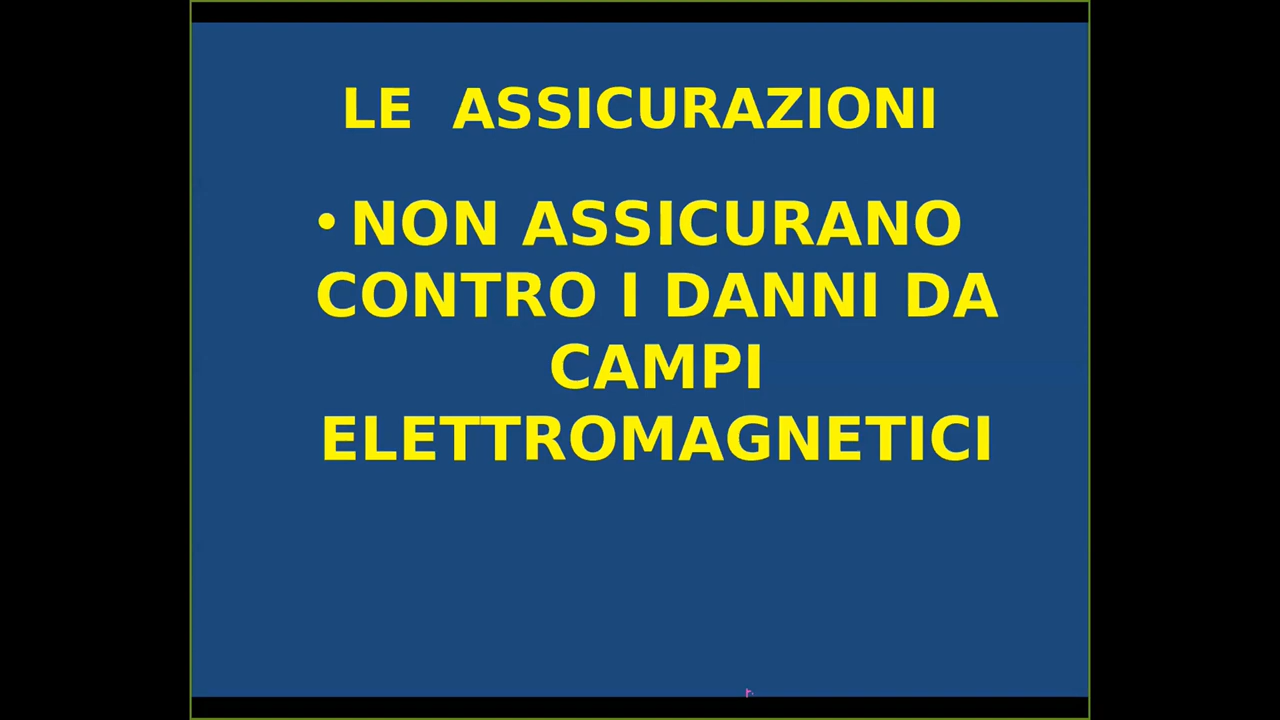 LE  ASSICURAZIONI
• NON ASSICURANO
CONTRO I DANNI DA
CAMPI
ELETTROMAGNETICI